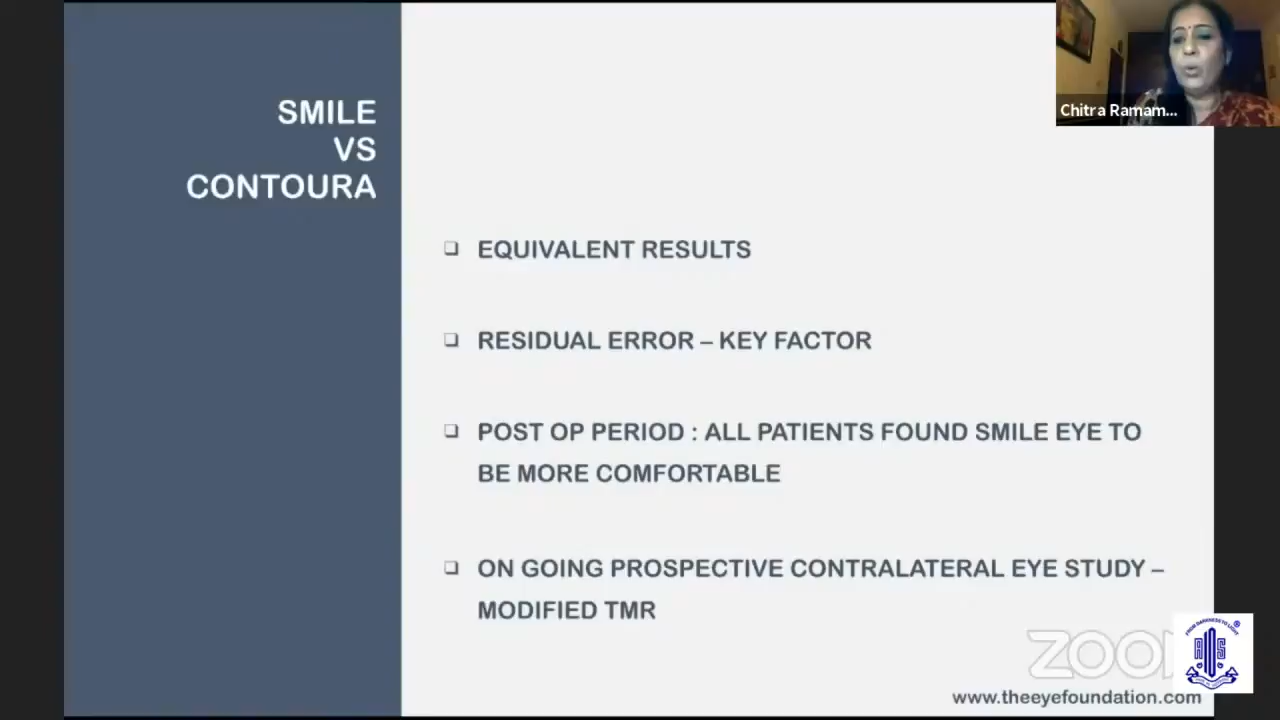 SMILE
VS
CONTOURA
Chitra Ramam...
❑ EQUIVALENT RESULTS
❑ RESIDUAL ERROR – KEY FACTOR
❑ POST OP PERIOD : ALL PATIENTS FOUND SMILE EYE TO
BE MORE COMFORTABLE
❑ ON GOING PROSPECTIVE CONTRALATERAL EYE STUDY –
MODIFIED TMR
www.theeyefoundation.com